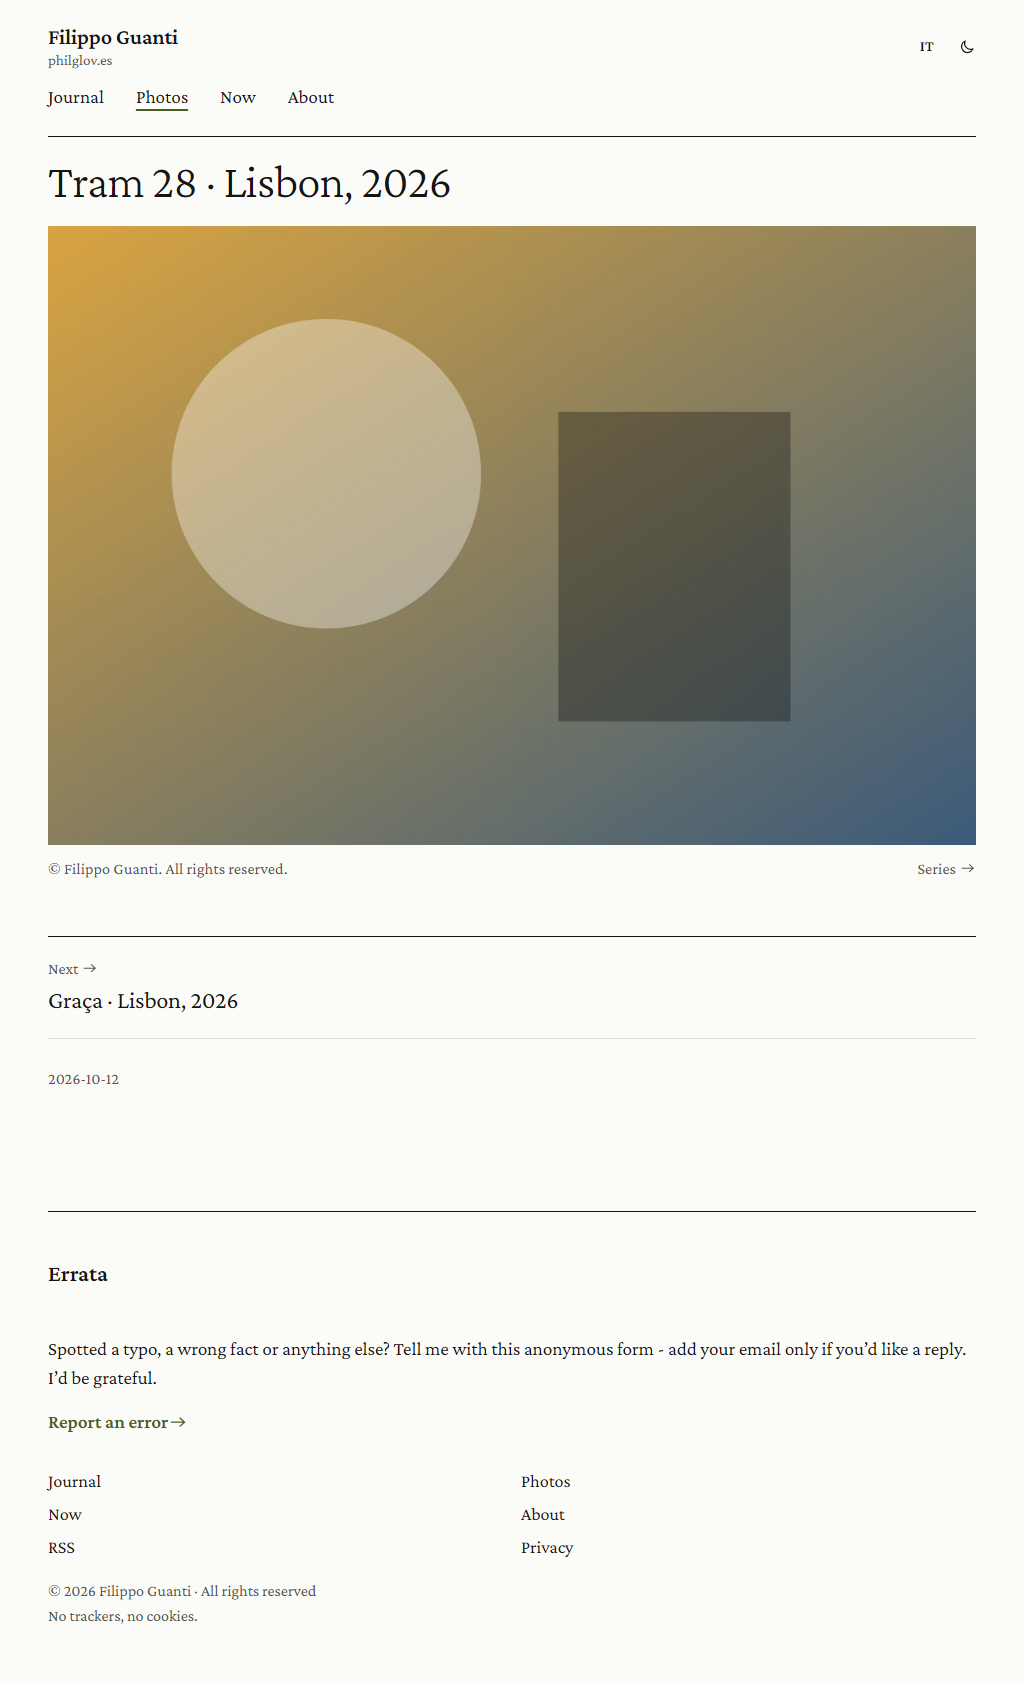 Filippo Guanti
philglov.es
IT
Journal Photos Now About
Tram 28 · Lisbon, 2026
© Filippo Guanti. All rights reserved.
Series →
Next →
Graça · Lisbon, 2026
2026-10-12
Errata
Spotted a typo, a wrong fact or anything else? Tell me with this anonymous form - add your email only if you’d like a reply.
I’d be grateful.
Report an error→
Journal
Photos
Now
About
RSS
Privacy
© 2026 Filippo Guanti · All rights reserved
No trackers, no cookies.